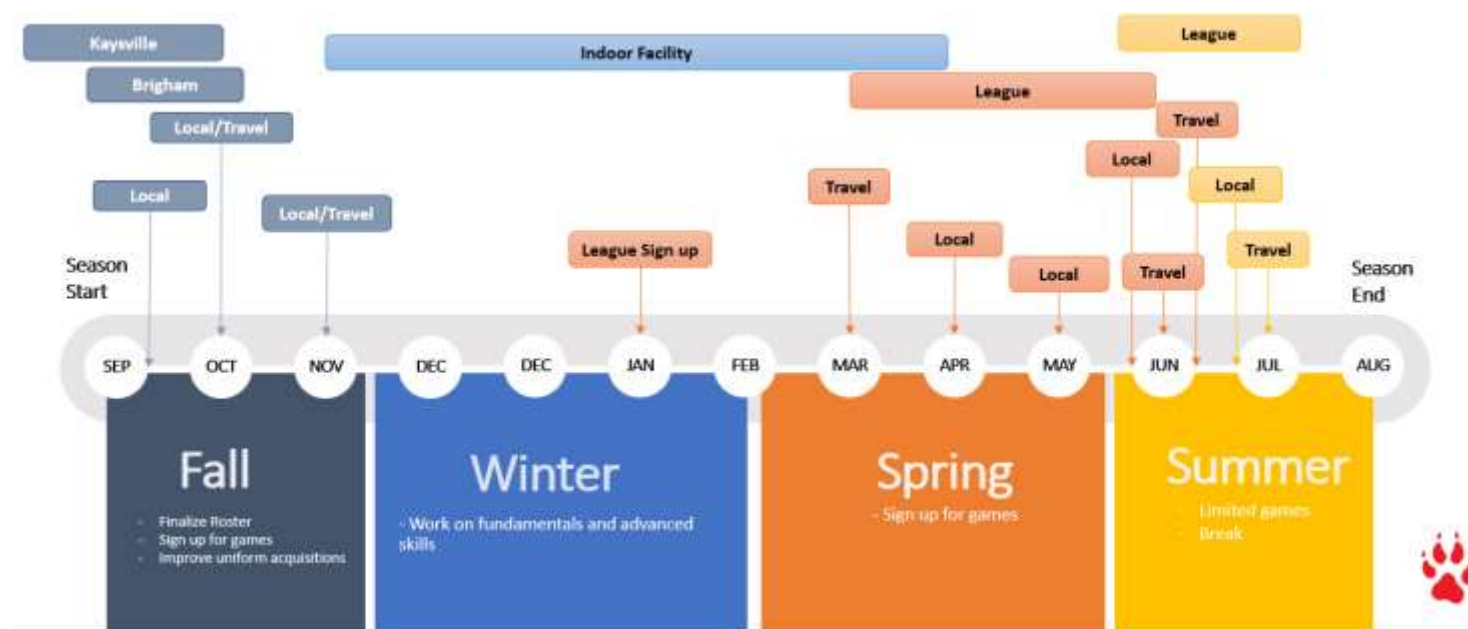 Kaysville
Indoor Facility
League
Brigham
League
Local/Travel
Travel
Local
Local
Travel
Local
Local/Travel
League Sign up
Local
Travel
Local
Travel
Season
Start
Season
End
SEP
OCT
NOV
DEC
DEC
JAN
FEB
MAR
APR
MAY
JUN
JUL
AUG
Fall
- Finalize Roster
- Sign up for games
- Improve uniform acquisitions
Winter
- Work on fundamentals and advanced
skills
Spring
- Sign up for games
Summer
- Limited games
- Break